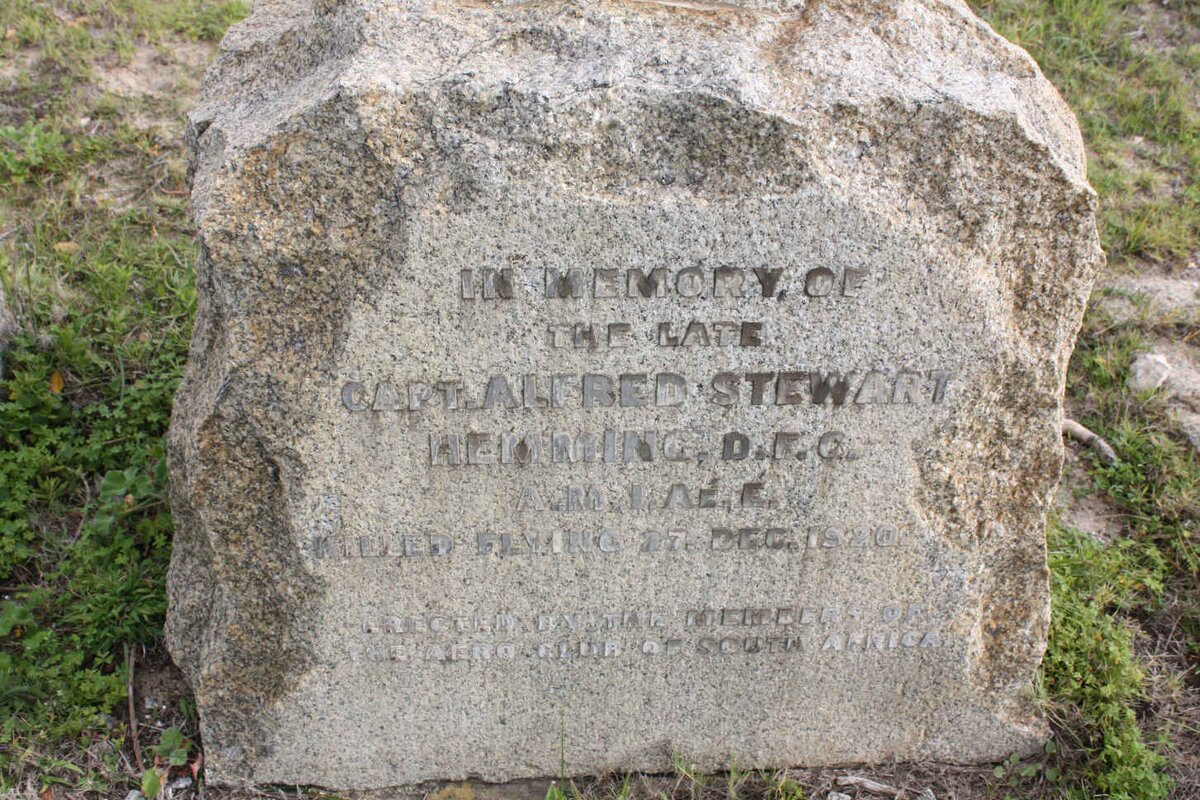 IN MEMORY OF
THE LATE
CAPT. ALFRED STEWART
HEMMING, D.F.C.
A.M.I.AE.E.
KILLED FLYING 27. DEC. 1920.
ERECTED BY THE MEMBERS OF
THE AERO CLUB OF SOUTH AFRICA.